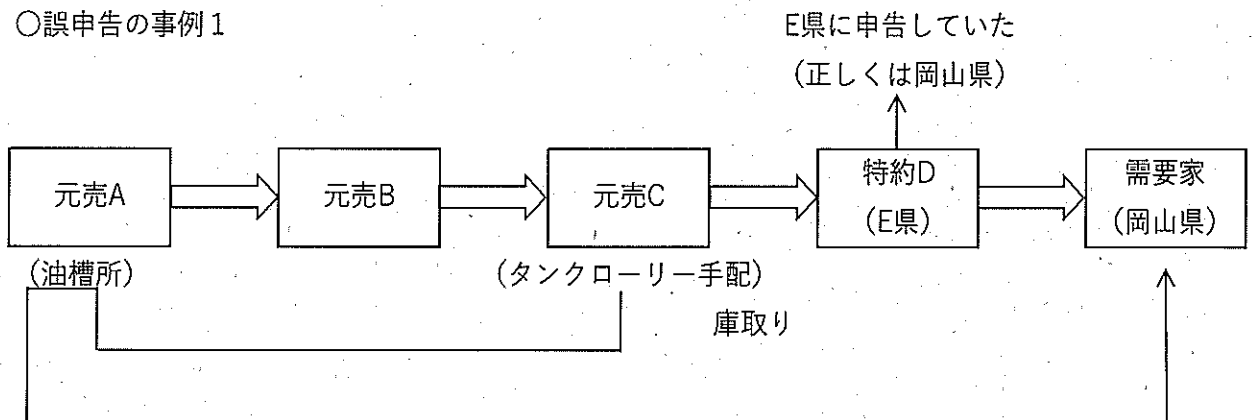 〇誤申告の事例１
E県に申告していた
（正しくは岡山県）
元売A
元売B
元売C
特約D
（E県）
需要家
（岡山県）
（油槽所）
（タンクローリー手配）
庫取り